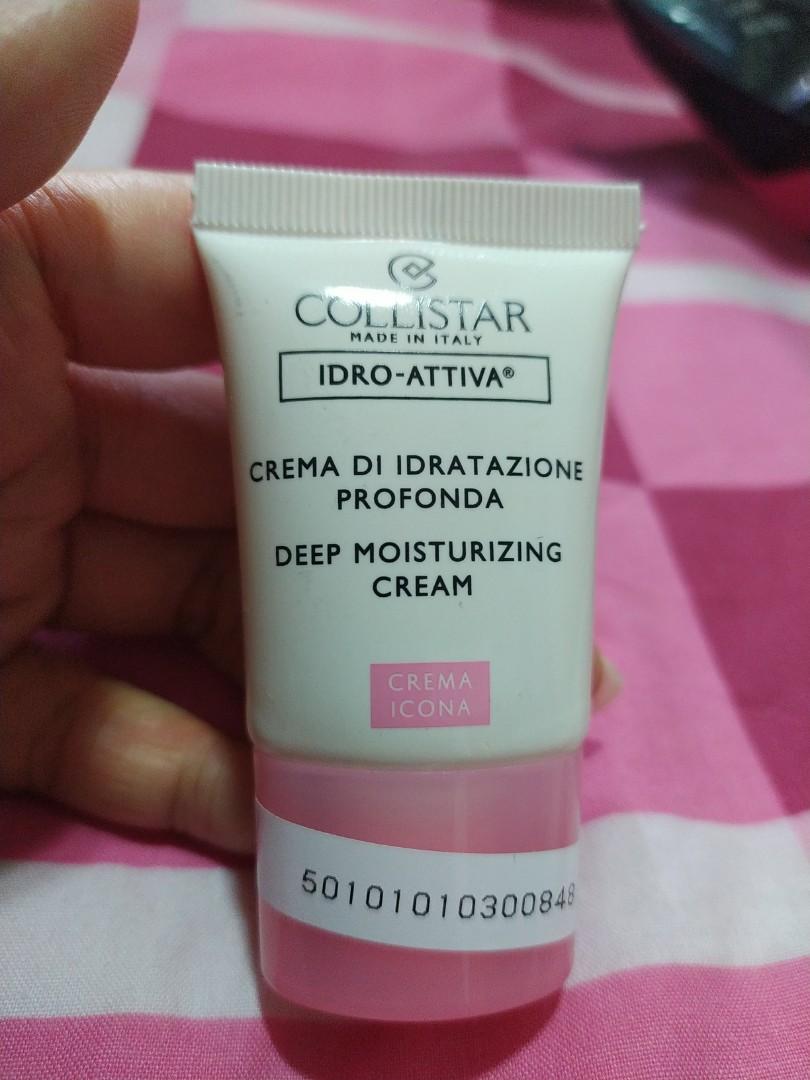 COLLISTAR
MADE IN ITALY
IDRO-ATTIVA®
CREMA DI IDRATAZIONE
PROFONDA
DEEP MOISTURIZING
CREAM
CREMA
ICONA
50101010300848